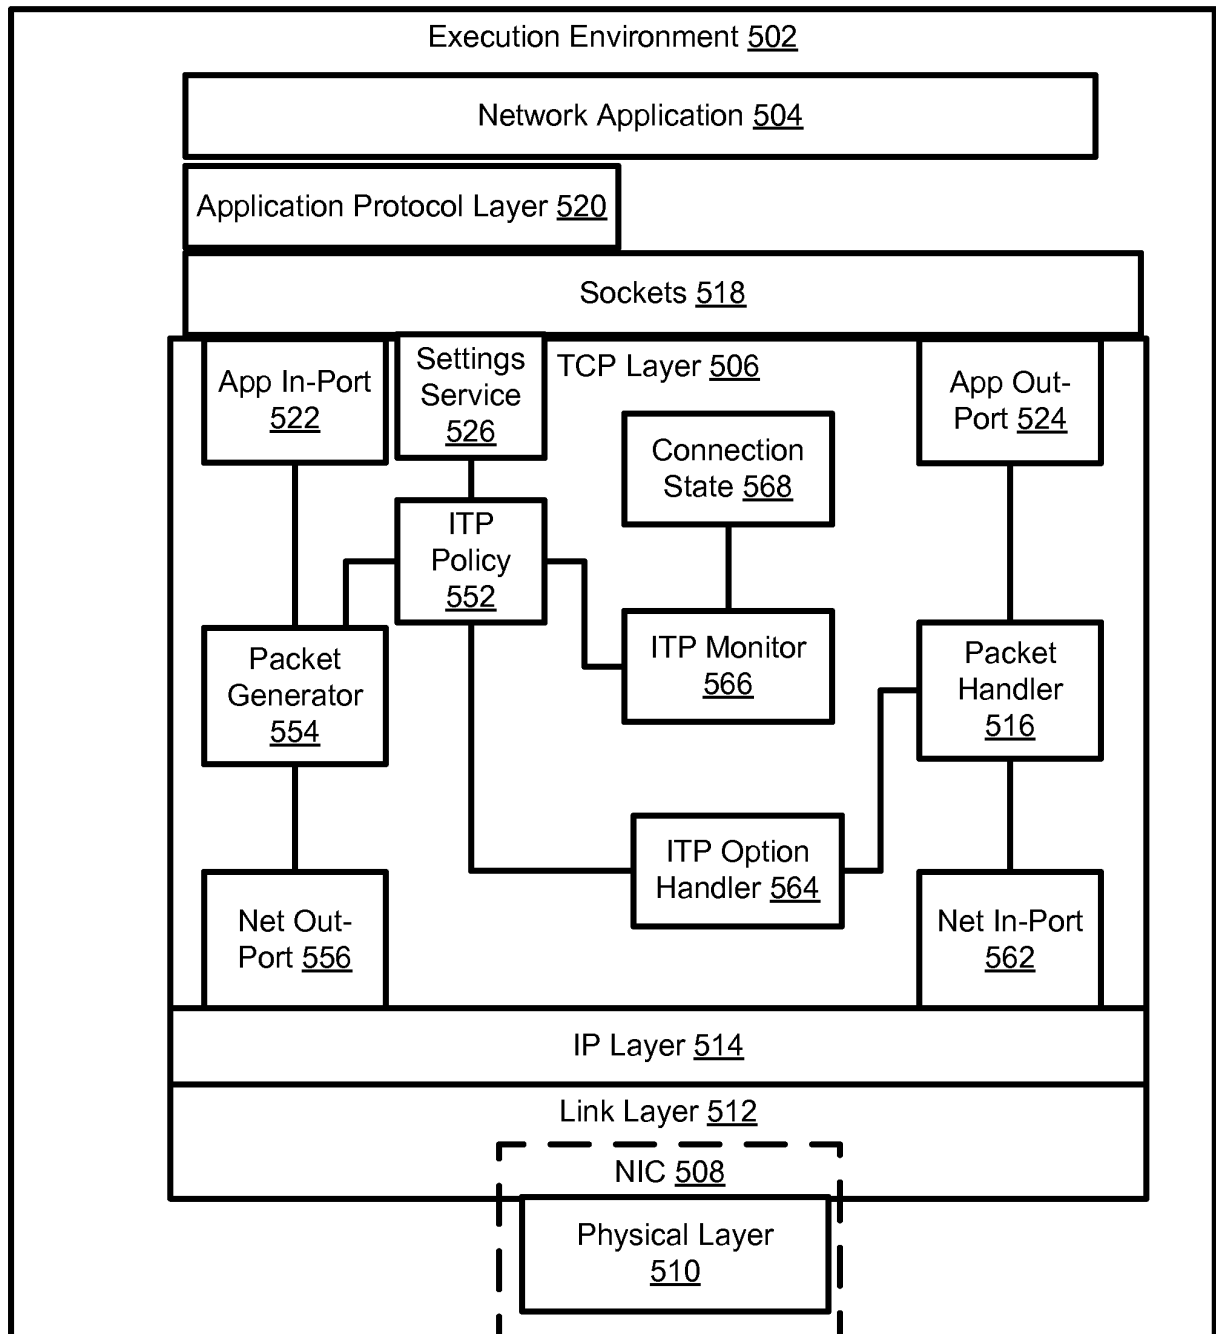 Execution Environment 502
Network Application 504
Application Protocol Layer 520
Sockets 518
App In-Port
522
Settings
Service
526
TCP Layer 506
App Out-
Port 524
Connection
State 568
ITP
Policy
552
Packet
Generator
554
ITP Monitor
566
Packet
Handler
516
ITP Option
Handler 564
Net Out-
Port 556
Net In-Port
562
IP Layer 514
Link Layer 512
NIC 508
Physical Layer
510